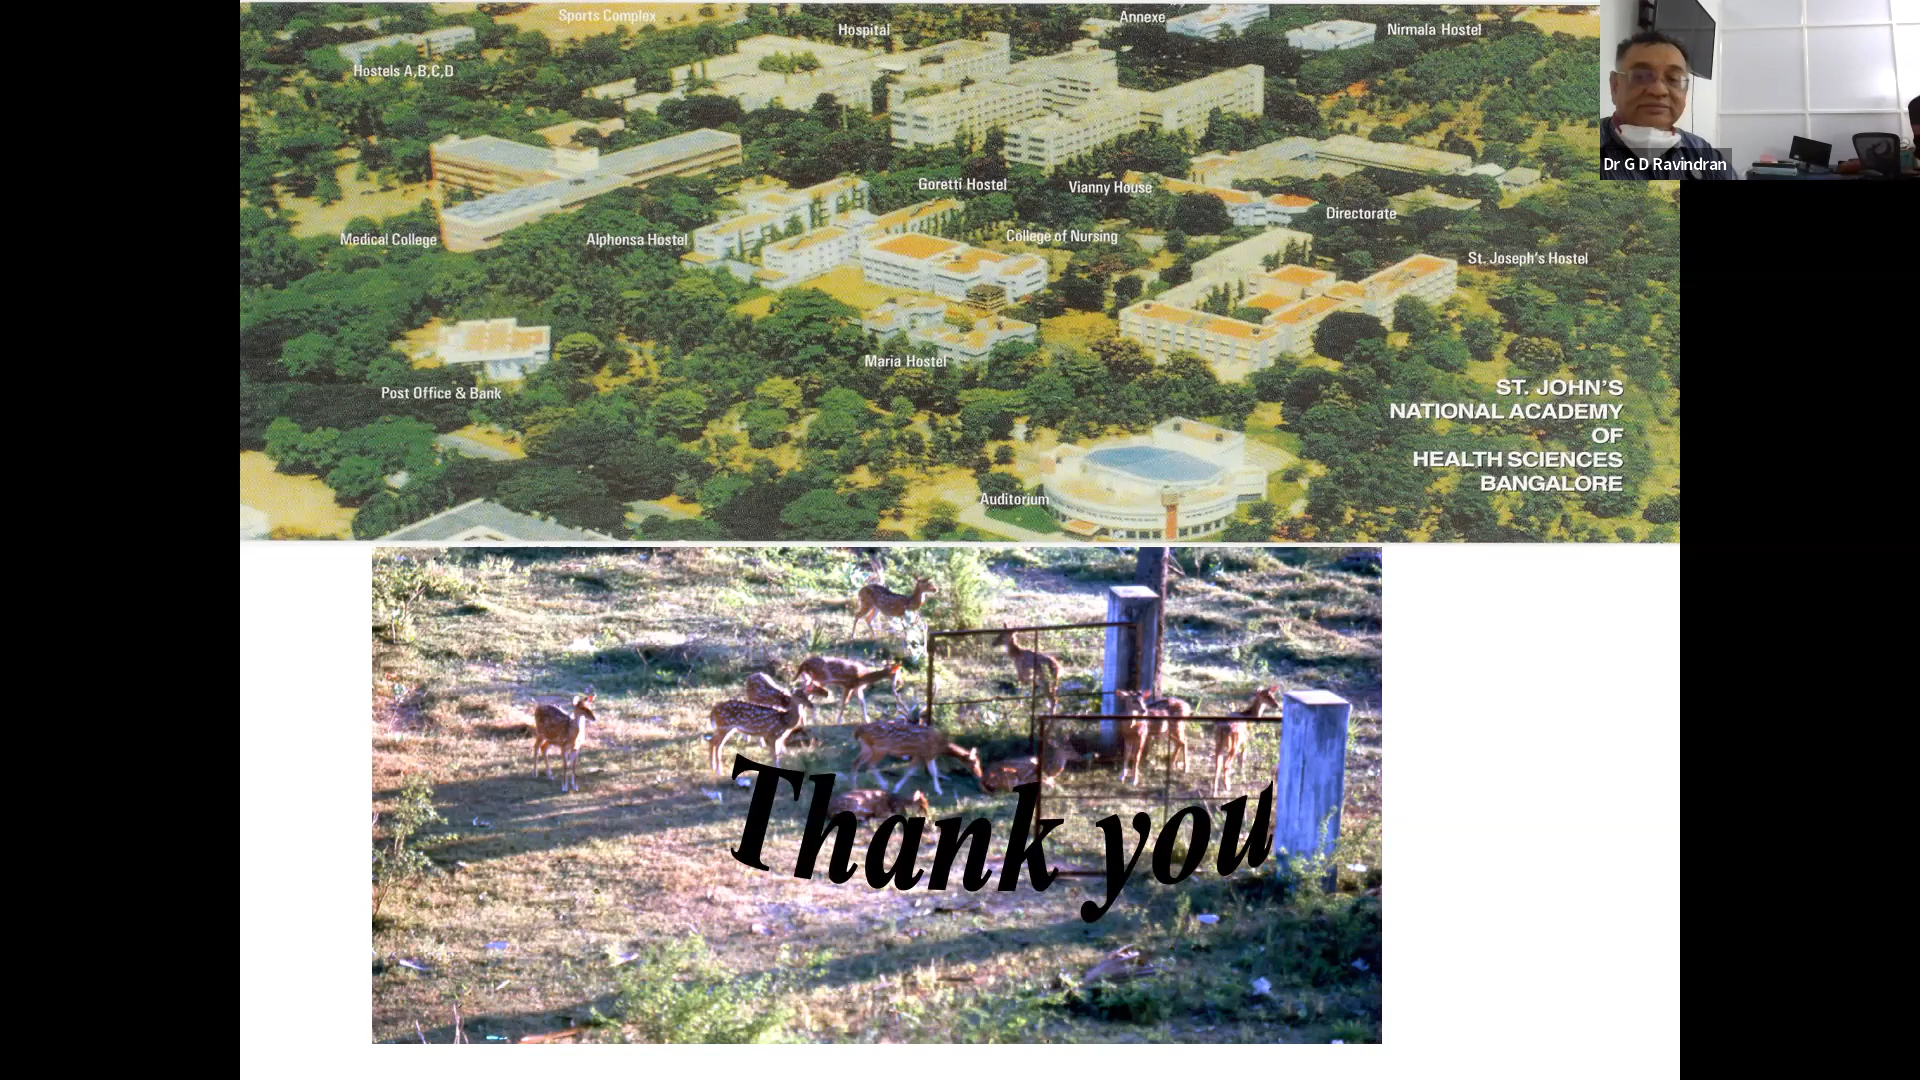 Sports Complex
Hospital
Annexe
Nirmala Hostel
Hostels A,B,C,D
Goretti Hostel
Vianny House
Directorate
Medical College
Alphonsa Hostel
College of Nursing
St. Joseph's Hostel
Maria Hostel
Post Office & Bank
Auditorium
ST. JOHN'S
NATIONAL ACADEMY
OF
HEALTH SCIENCES
BANGALORE
Dr G D Ravindran
Thank you